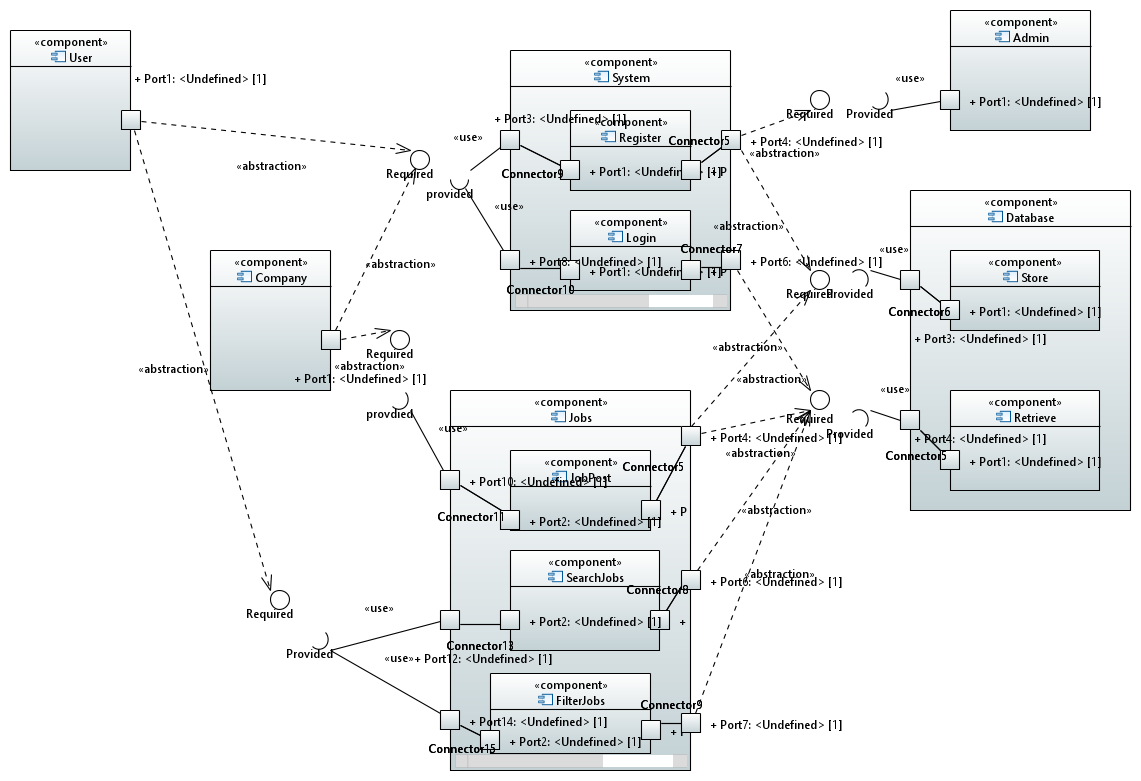 «component»
User
+ Port1: <Undefined> [1]
«abstraction»
«abstraction»
«component»
Company
+ Port1: <Undefined> [1]
«abstraction»
«abstraction»
Required
provided
«use»
«use»
Required
provdied
«use»
Required
Provided
«use»
«use»
«component»
System
+ Port3: <Undefined> [1]
«component»
Register
Connector5
Connector9
+ Port1: <Undefined> [1]
+ P
«component»
Login
Connector7
+ Port8: <Undefined> [1]
+ Port1: <Undefined> [1]
+ P
Connector10
+ Port4: <Undefined> [1]
«abstraction»
«abstraction»
+ Port6: <Undefined> [1]
Required
Provided
«use»
«component»
Admin
+ Port1: <Undefined> [1]
Required
Provided
«use»
«abstraction»
«abstraction»
Required
Provided
«use»
«component»
Database
«component»
Store
Connector6
+ Port1: <Undefined> [1]
+ Port3: <Undefined> [1]
«component»
Retrieve
+ Port4: <Undefined> [1]
Connector5
+ Port1: <Undefined> [1]
«component»
Jobs
+ Port4: <Undefined> [1]
«abstraction»
«component»
JobPost
Connector5
+ Port10: <Undefined> [1]
Connector11
+ Port2: <Undefined> [1]
+ P
«abstraction»
«component»
SearchJobs
Connector8
«abstraction»
+ Port6: <Undefined> [1]
+ Port2: <Undefined> [1]
+
Connector13
+ Port12: <Undefined> [1]
«component»
FilterJobs
Connector9
+ Port14: <Undefined> [1]
+ Port7: <Undefined> [1]
+ Port2: <Undefined> [1]
Connector15